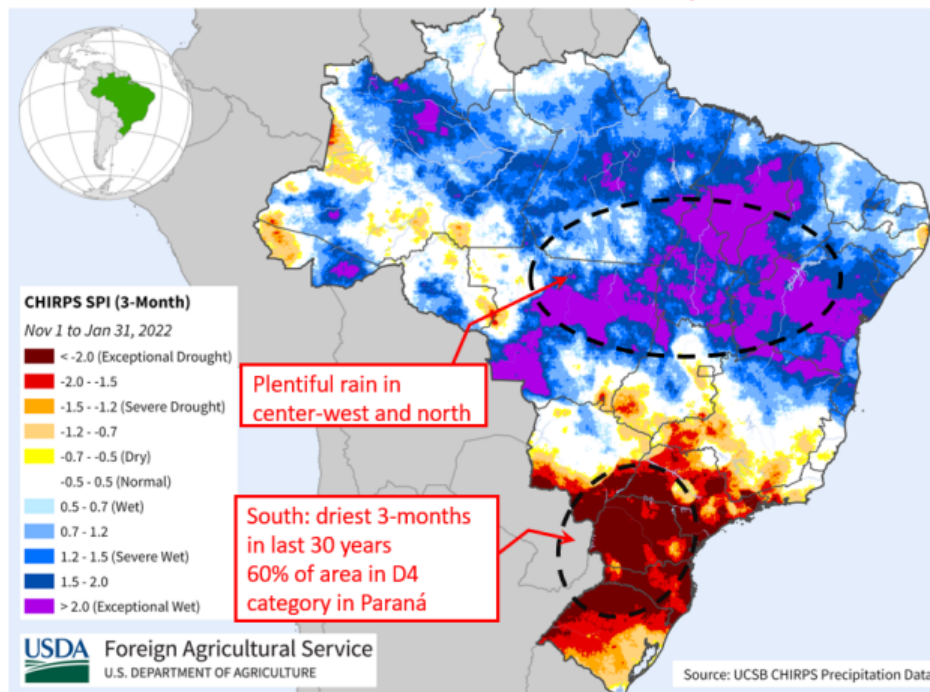 CHIRPS SPI (3-Month)
Nov 1 to Jan 31, 2022
< -2.0 (Exceptional Drought)
-2.0 - -1.5
-1.5 - -1.2 (Severe Drought)
-1.2 - -0.7
-0.7 - -0.5 (Dry)
-0.5 - 0.5 (Normal)
0.5 - 0.7 (Wet)
0.7 - 1.2
1.2 - 1.5 (Severe Wet)
1.5 - 2.0
> 2.0 (Exceptional Wet)
Plentiful rain in
center-west and north
South: driest 3-months
in last 30 years
60% of area in D4
category in Paraná
USDA
Foreign Agricultural Service
U.S. DEPARTMENT OF AGRICULTURE
Source: UCSB CHIRPS Precipitation Data